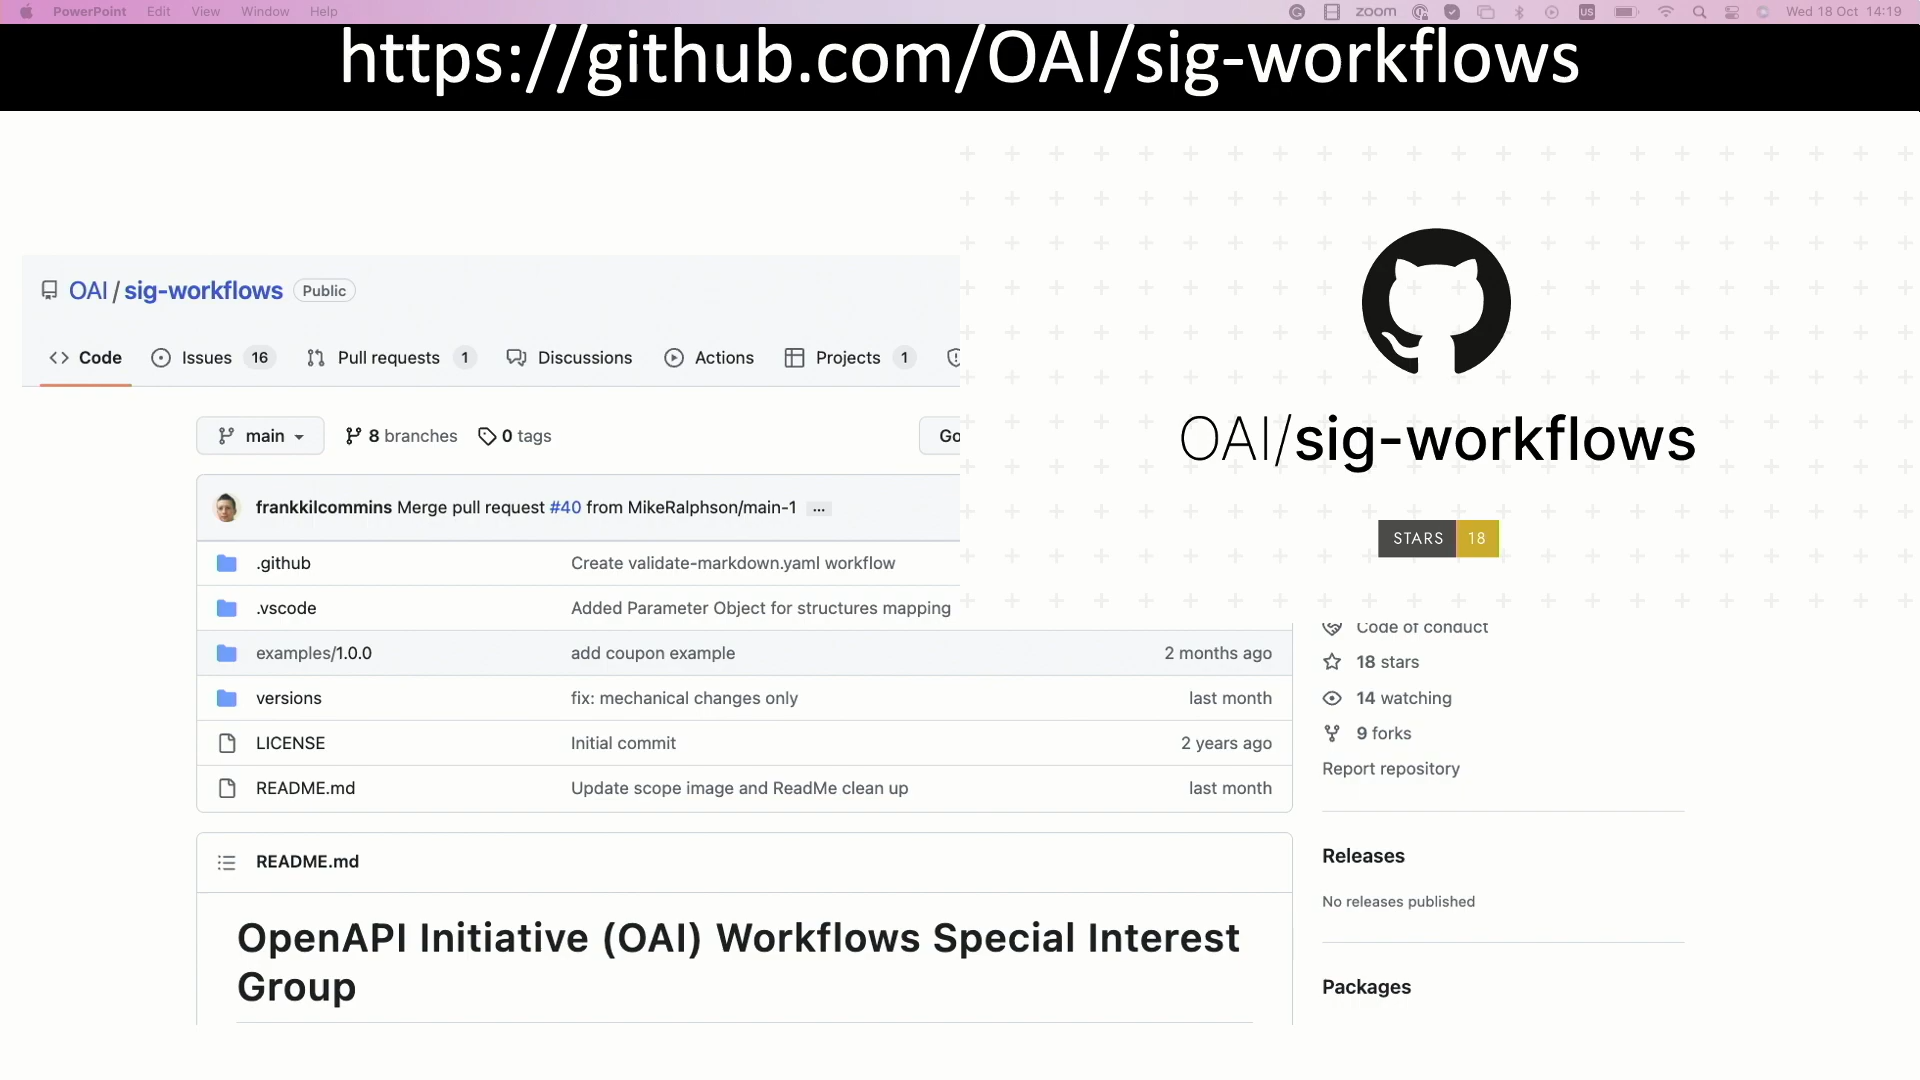 PowerPoint Edit View Window Help zoom US Wed 18 Oct 14:19
https://github.com/OAI/sig-workflows
OAI / sig-workflows Public
Code Issues 16 Pull requests 1 Discussions Actions Projects 1
main 8 branches 0 tags Go
frankkilcommins Merge pull request #40 from MikeRalphson/main-1 ...
.github Create validate-markdown.yaml workflow
.vscode Added Parameter Object for structures mapping
examples/1.0.0 add coupon example 2 months ago
versions fix: mechanical changes only last month
LICENSE Initial commit 2 years ago
README.md Update scope image and ReadMe clean up last month
README.md
OpenAPI Initiative (OAI) Workflows Special Interest
Group
OAI/sig-workflows
STARS 18
Code of conduct
18 stars
14 watching
9 forks
Report repository
Releases
No releases published
Packages